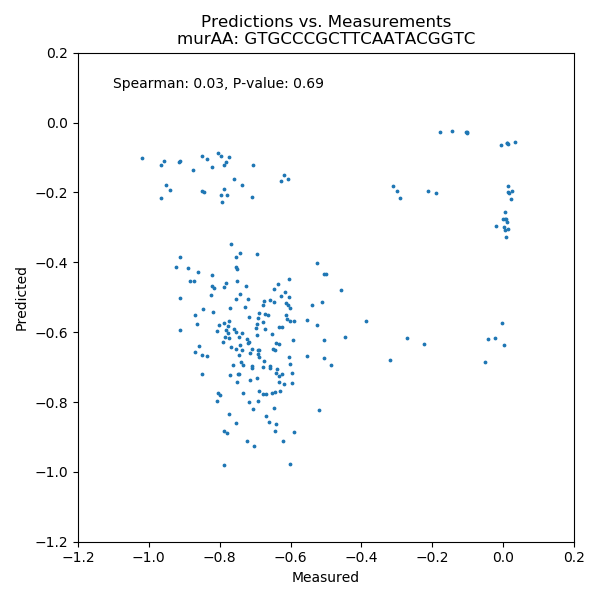 Predictions vs. Measurements
murAA: GTGCCCGCTTCAATACGGTC
Spearman: 0.03, P-value: 0.69
0.2
0.0
−0.2
−0.4
−0.6
−0.8
−1.0
−1.2
Predicted
−1.2 −1.0 −0.8 −0.6 −0.4 −0.2 0.0 0.2
Measured